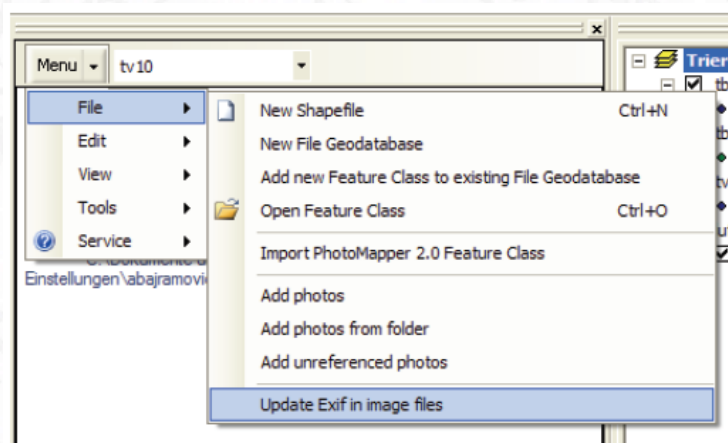 Menu
tv10
Trier
File
Edit
View
Tools
Service
Einstellungen\abajramovi
New Shapefile Ctrl+N
New File Geodatabase
Add new Feature Class to existing File Geodatabase
Open Feature Class Ctrl+O
Import PhotoMapper 2.0 Feature Class
Add photos
Add photos from folder
Add unreferenced photos
Update Exif in image files